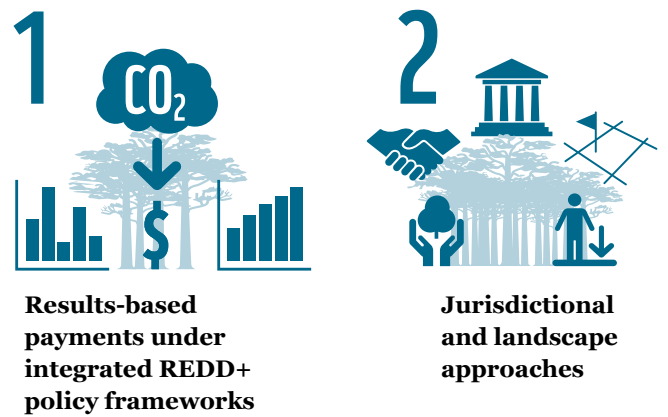 1
CO₂
$
Results-based
payments under
integrated REDD+
policy frameworks
2
Jurisdictional
and landscape
approaches